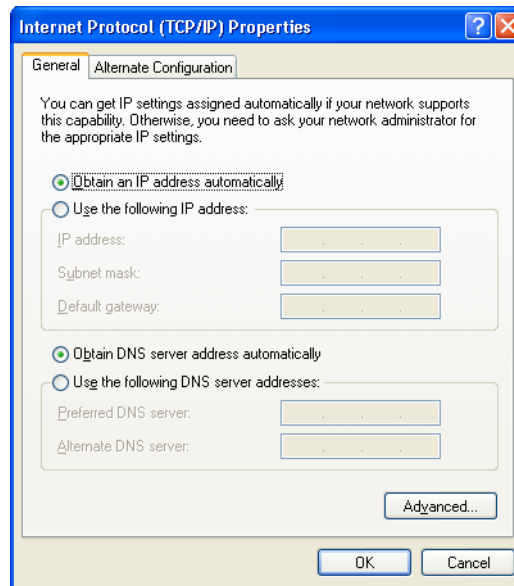 Internet Protocol (TCP/IP) Properties
General
Alternate Configuration
You can get IP settings assigned automatically if your network supports
this capability. Otherwise, you need to ask your network administrator for
the appropriate IP settings.
Obtain an IP address automatically
Use the following IP address:
IP address:
Subnet mask:
Default gateway:
Obtain DNS server address automatically
Use the following DNS server addresses:
Preferred DNS server:
Alternate DNS server:
Advanced...
OK
Cancel